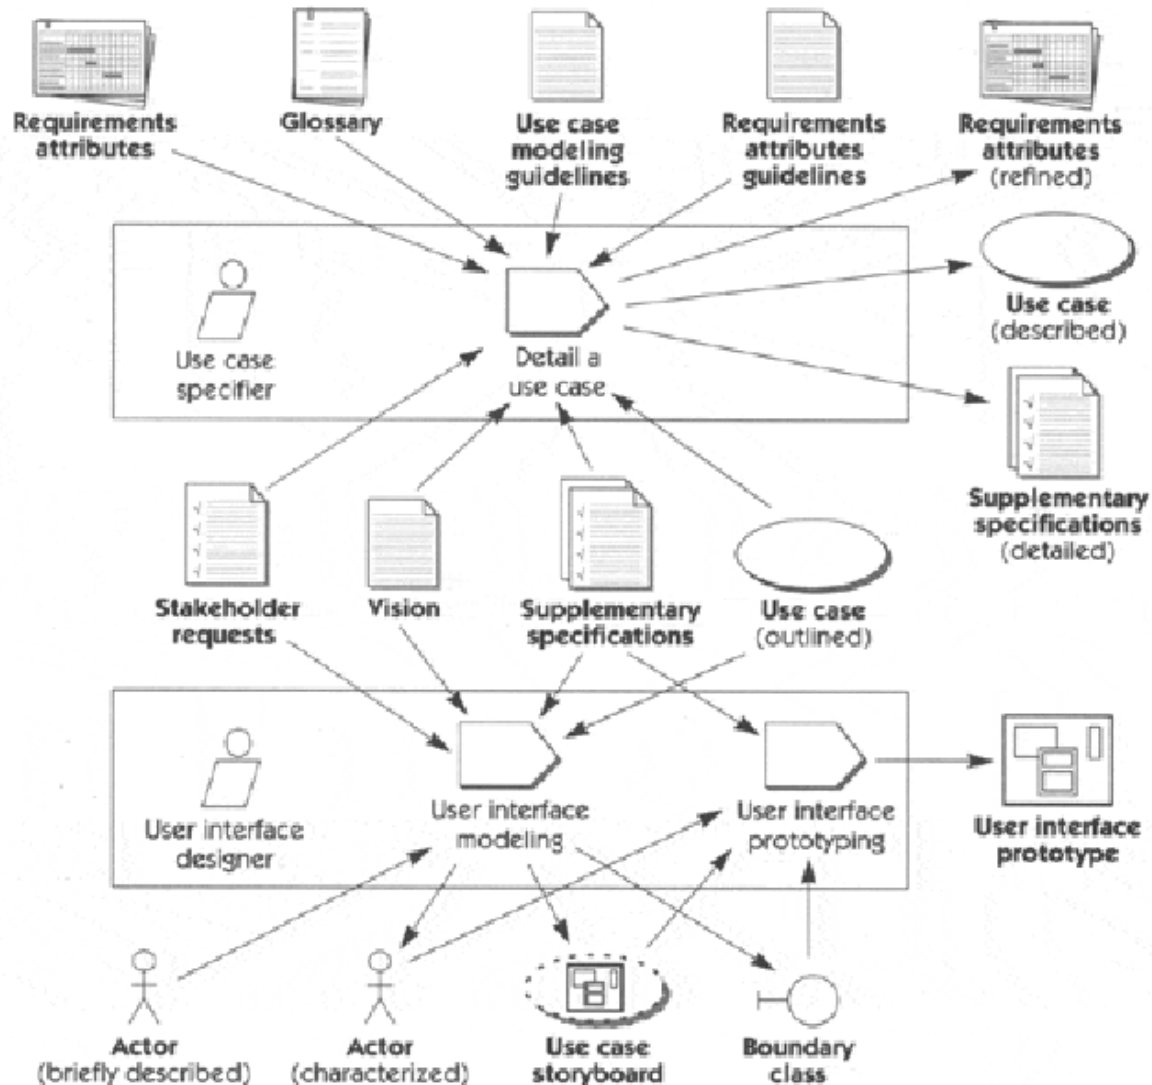 Requirements
attributes
Glossary
Use case
modeling
guidelines
Requirements
attributes
guidelines
Requirements
attributes
(refined)
Use case
specifier
Detail a
use case
Use case
(described)
Supplementary
specifications
(detailed)
Stakeholder
requests
Vision
Supplementary
specifications
Use case
(outlined)
User interface
designer
User interface
modeling
User interface
prototyping
User interface
prototype
Actor
(briefly described)
Actor
(characterized)
Use case
storyboard
Boundary
class